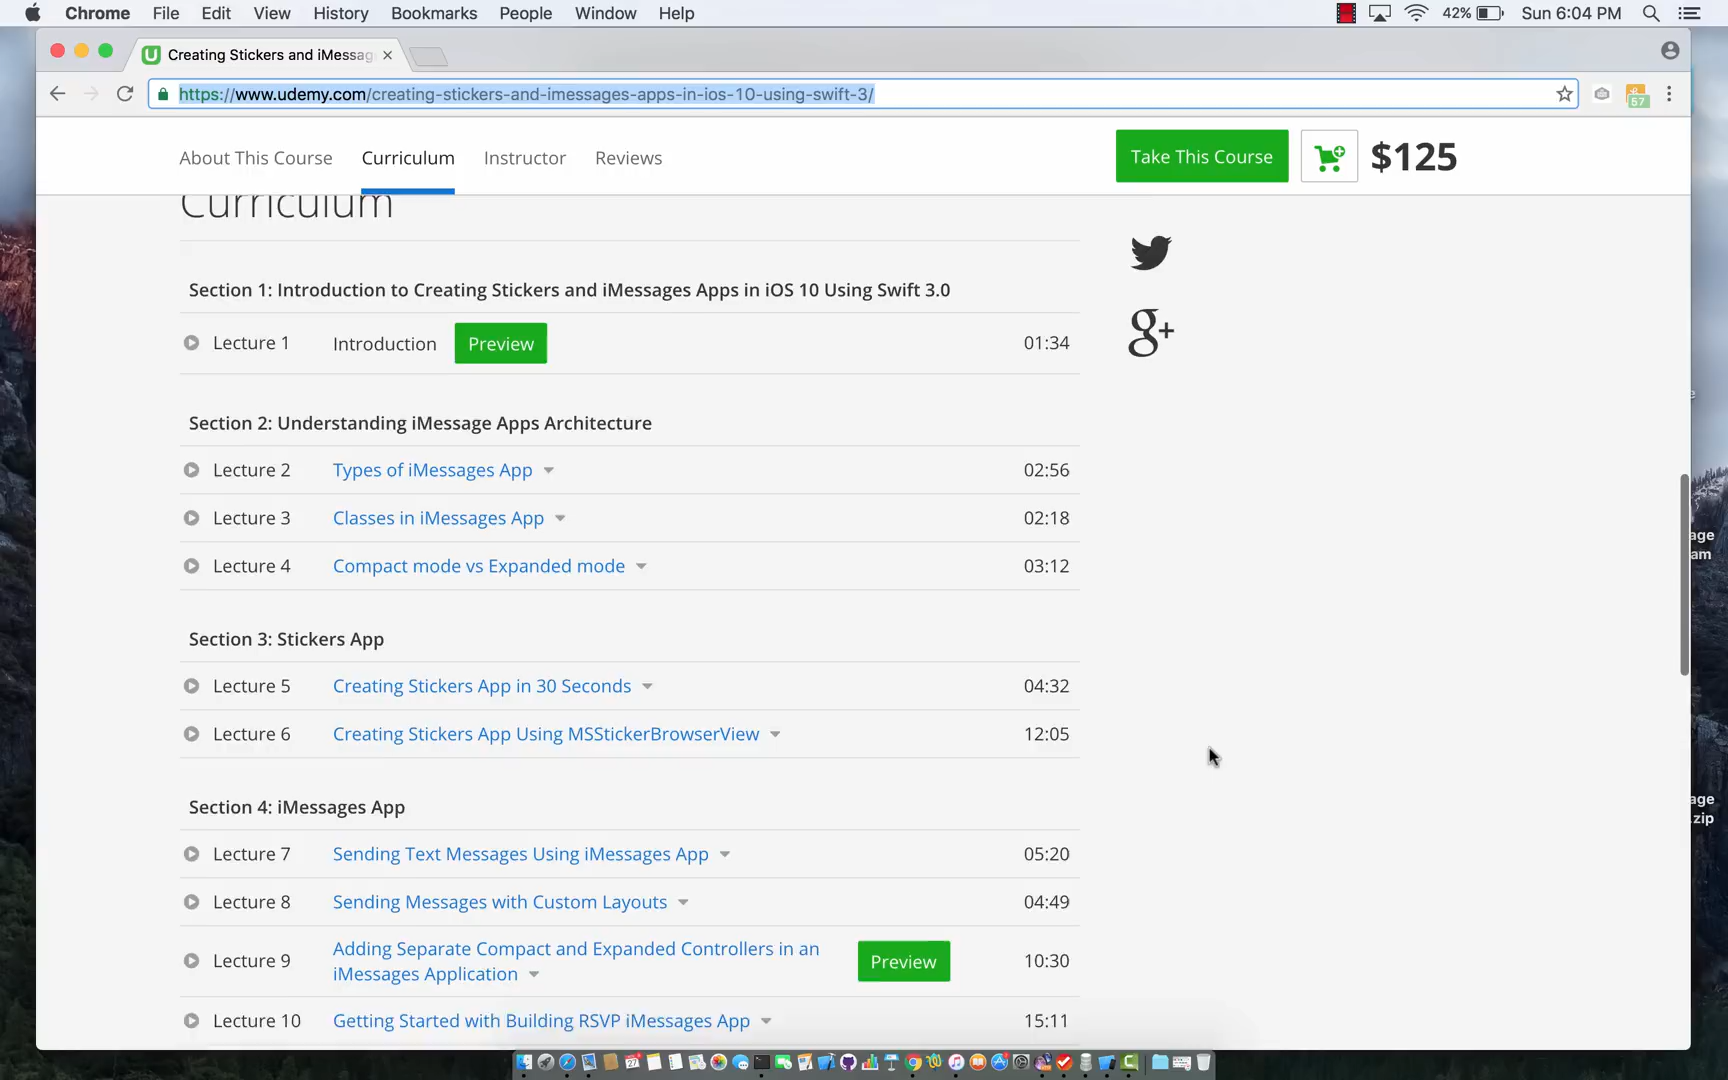 Chrome File Edit View History Bookmarks People Window Help 42% Sun 6:04 PM
Creating Stickers and iMessag
https://www.udemy.com/creating-stickers-and-imessages-apps-in-ios-10-using-swift-3/
57
About This Course Curriculum Instructor Reviews Take This Course $125
Curriculum
Section 1: Introduction to Creating Stickers and iMessages Apps in iOS 10 Using Swift 3.0
g+
Lecture 1 Introduction Preview 01:34
Section 2: Understanding iMessage Apps Architecture
Lecture 2 Types of iMessages App 02:56
Lecture 3 Classes in iMessages App 02:18
age
am
Lecture 4 Compact mode vs Expanded mode 03:12
Section 3: Stickers App
Lecture 5 Creating Stickers App in 30 Seconds 04:32
Lecture 6 Creating Stickers App Using MSStickerBrowserView 12:05
Section 4: iMessages App
age
.zip
Lecture 7 Sending Text Messages Using iMessages App 05:20
Lecture 8 Sending Messages with Custom Layouts 04:49
Lecture 9 Adding Separate Compact and Expanded Controllers in an
iMessages Application Preview 10:30
Lecture 10 Getting Started with Building RSVP iMessages App 15:11